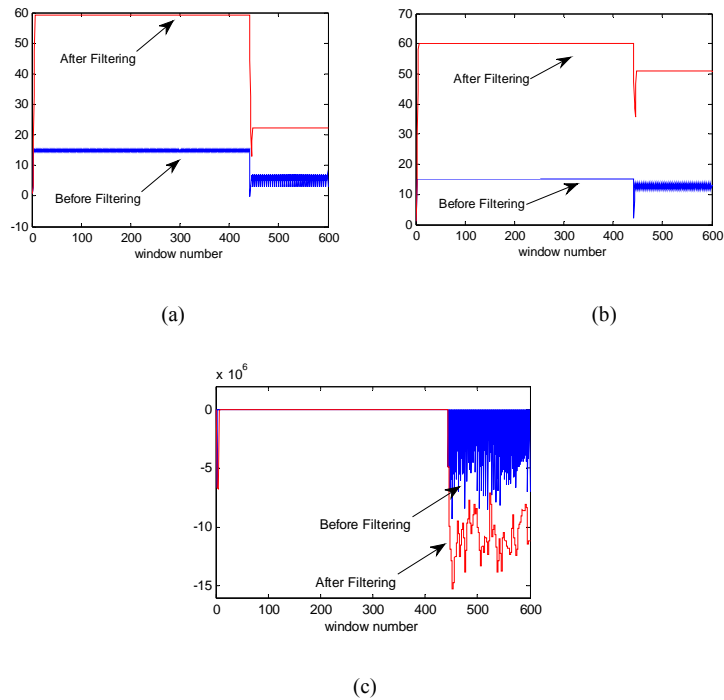 60
50
40
30
20
10
0
-10
After Filtering
Before Filtering
0 100 200 300 400 500 600
window number
(a)
70
60
50
40
30
20
10
0
After Filtering
Before Filtering
0 100 200 300 400 500 600
window number
(b)
x 10^6
0
-5
-10
-15
Before Filtering
After Filtering
0 100 200 300 400 500 600
window number
(c)